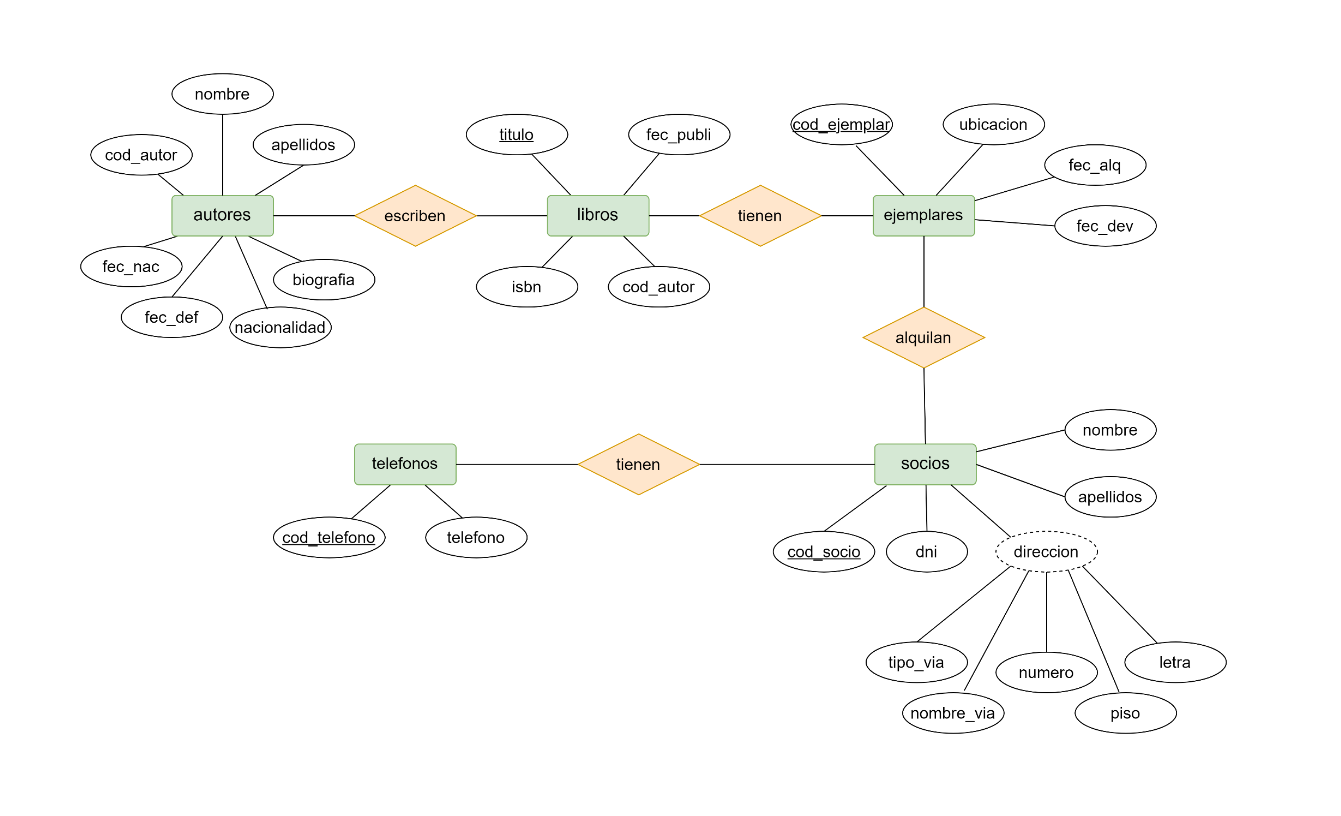 nombre
cod_autor
apellidos
autores
fec_nac
fec_def
nacionalidad
biografia
escriben
titulo
fec_publi
libros
isbn
cod_autor
tienen
cod_ejemplar
ubicacion
fec_alq
fec_dev
ejemplares
alquilan
telefonos
cod_telefono
telefono
tienen
socios
nombre
apellidos
cod_socio
dni
direccion
tipo_via
nombre_via
numero
piso
letra